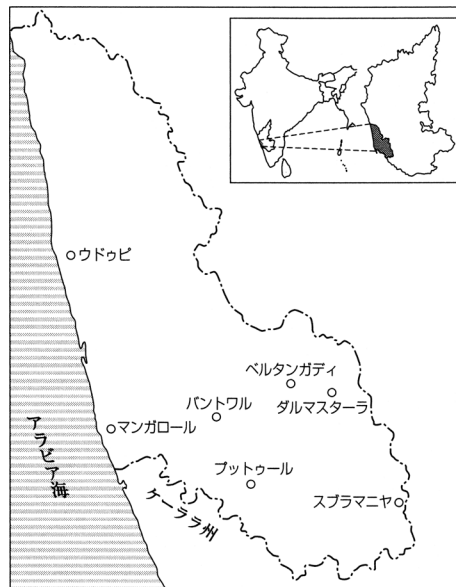 ウドゥピ
ベルタンガディ
ダルマスターラ
バントワル
マンガロール
プットゥール
スブラマニヤ
アラビア海
ケーララ州